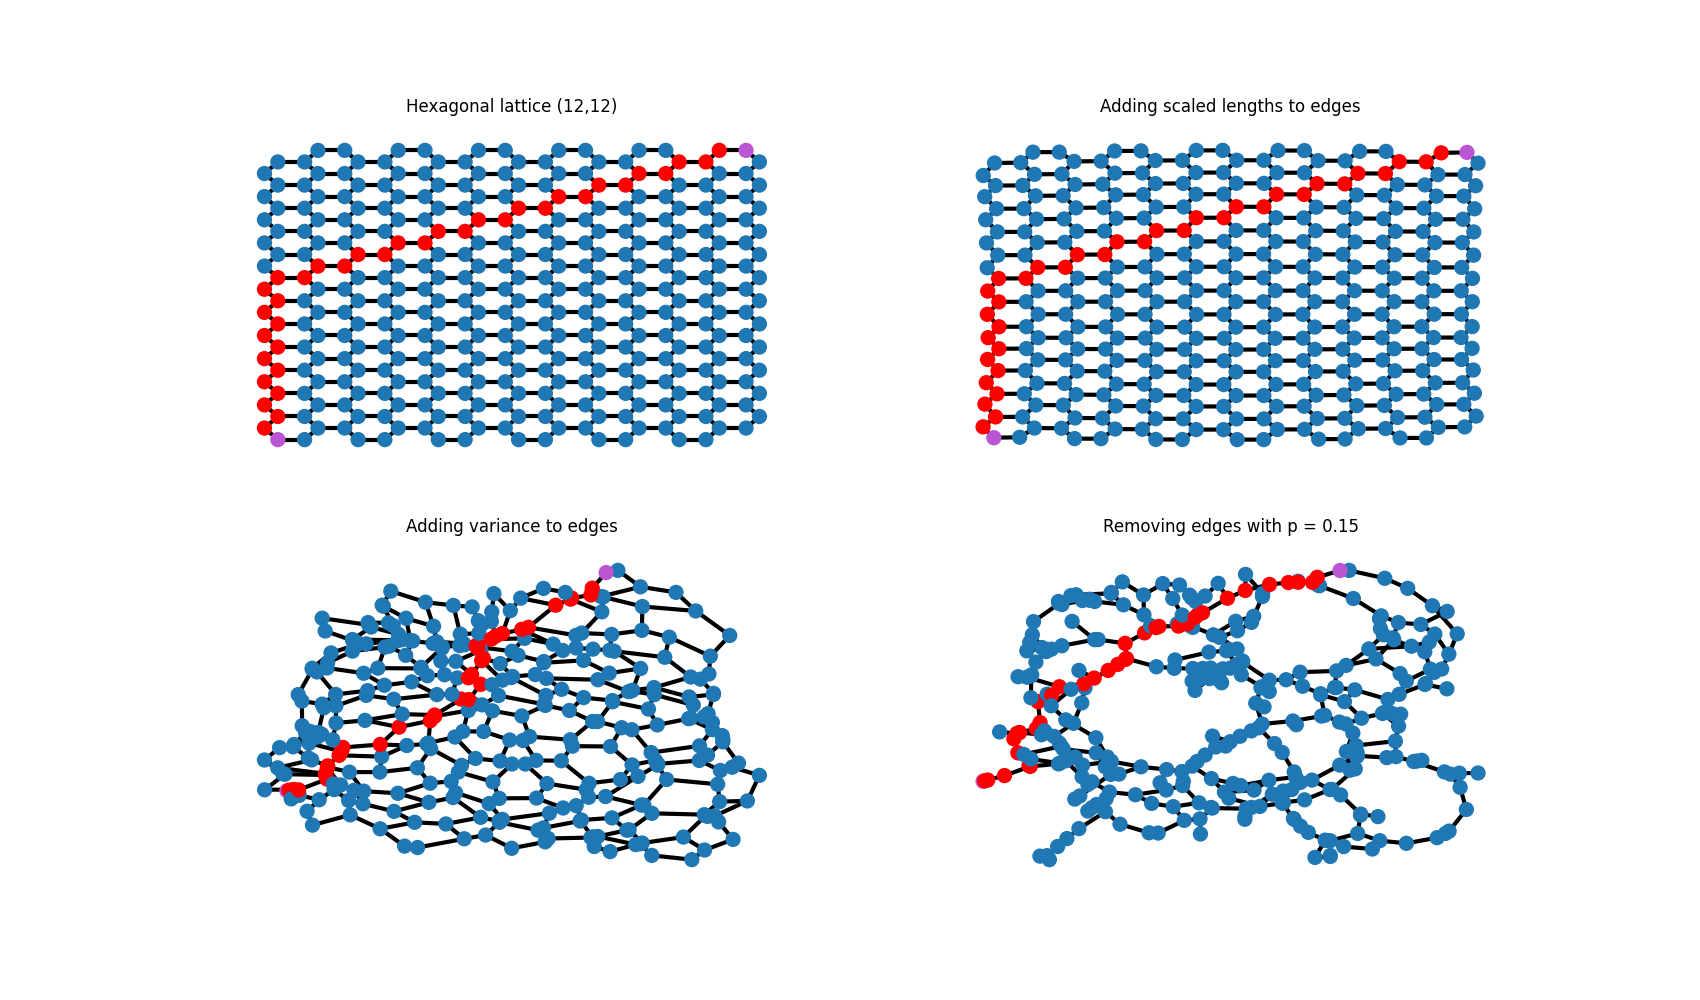 Hexagonal lattice (12,12)
Adding scaled lengths to edges
Adding variance to edges
Removing edges with p = 0.15